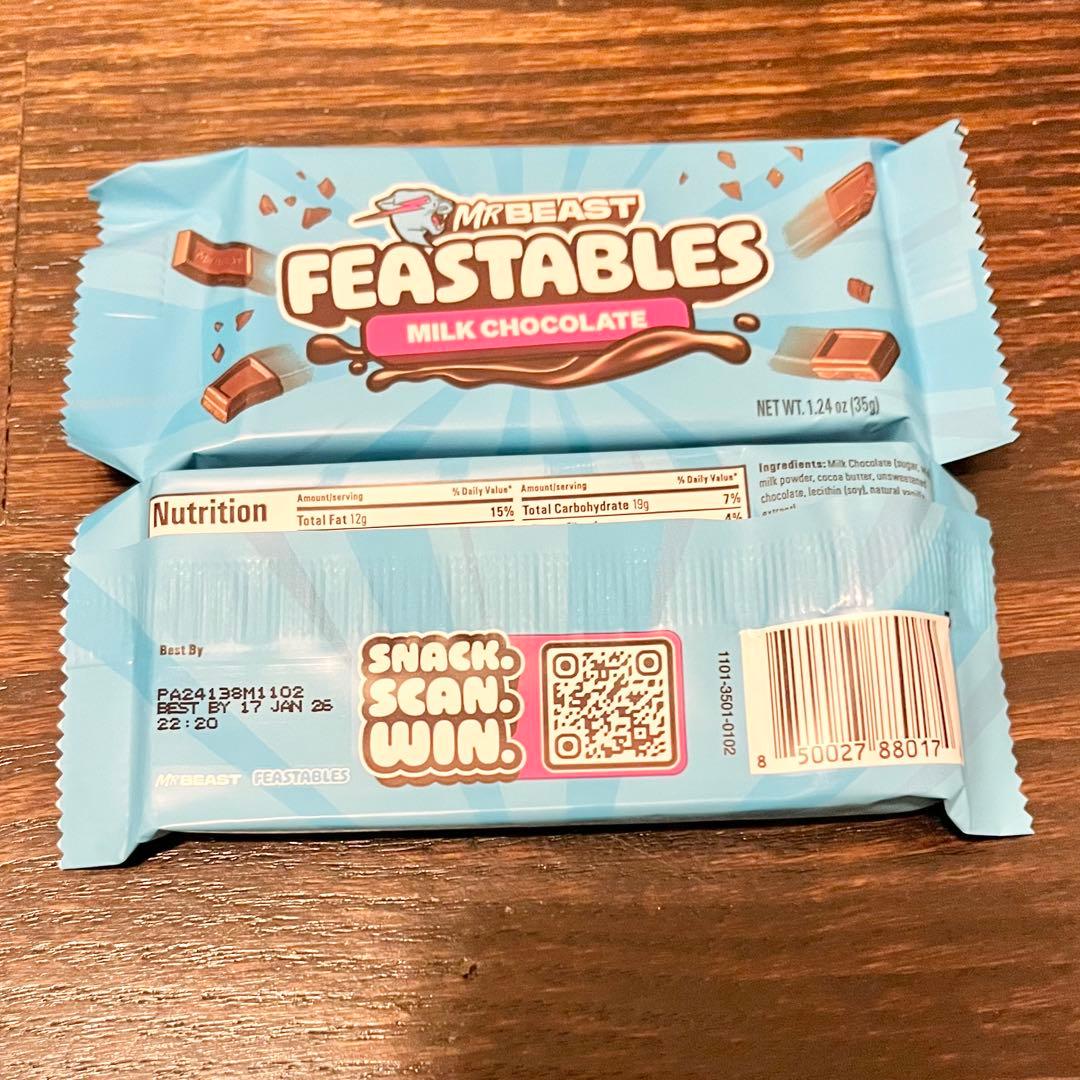 MRBEAST
FEASTABLES
MILK CHOCOLATE
NET WT. 1.24 oz (35g)
Nutrition
Amount/serving % Daily Value*
Total Fat 12g 15%
Amount/serving % Daily Value*
Total Carbohydrate 19g 7%
4%
Ingredients: Milk Chocolate (sugar,
milk powder, cocoa butter, unsweetened
chocolate, lecithin (soy), natural vanilla
Best By
PA24138M1102
BEST BY 17 JAN 26
22:20
MRBEAST FEASTABLES
SNACK.
SCAN.
WIN.
1101-3501-0102
8 50027 88017